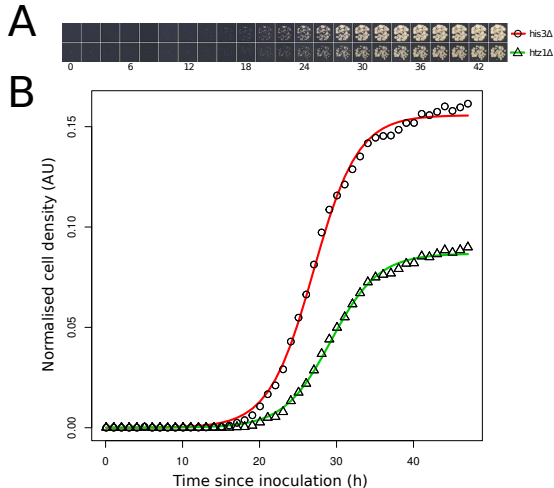 A
his3Δ
htz1Δ
0 6 12 18 24 30 36 42
B
Normalised cell density (AU)
0.15
0.10
0.05
0.00
0 10 20 30 40
Time since inoculation (h)